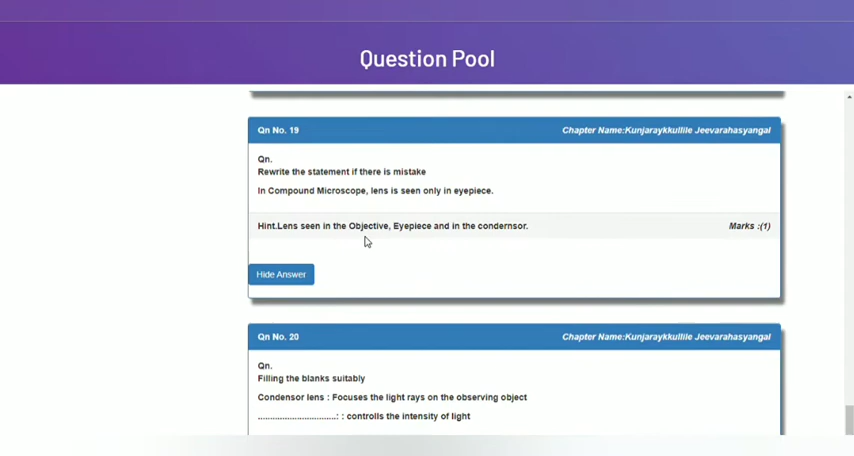 Question Pool
Qn No. 19 Chapter Name:Kunjaraykkullile Jeevarahasyangal
Qn.
Rewrite the statement if there is mistake
In Compound Microscope, lens is seen only in eyepiece.
Hint.Lens seen in the Objective, Eyepiece and in the condernsor. Marks :(1)
Hide Answer
Qn No. 20 Chapter Name:Kunjaraykkullile Jeevarahasyangal
Qn.
Filling the blanks suitably
Condensor lens : Focuses the light rays on the observing object
..............................: : controlls the intensity of light